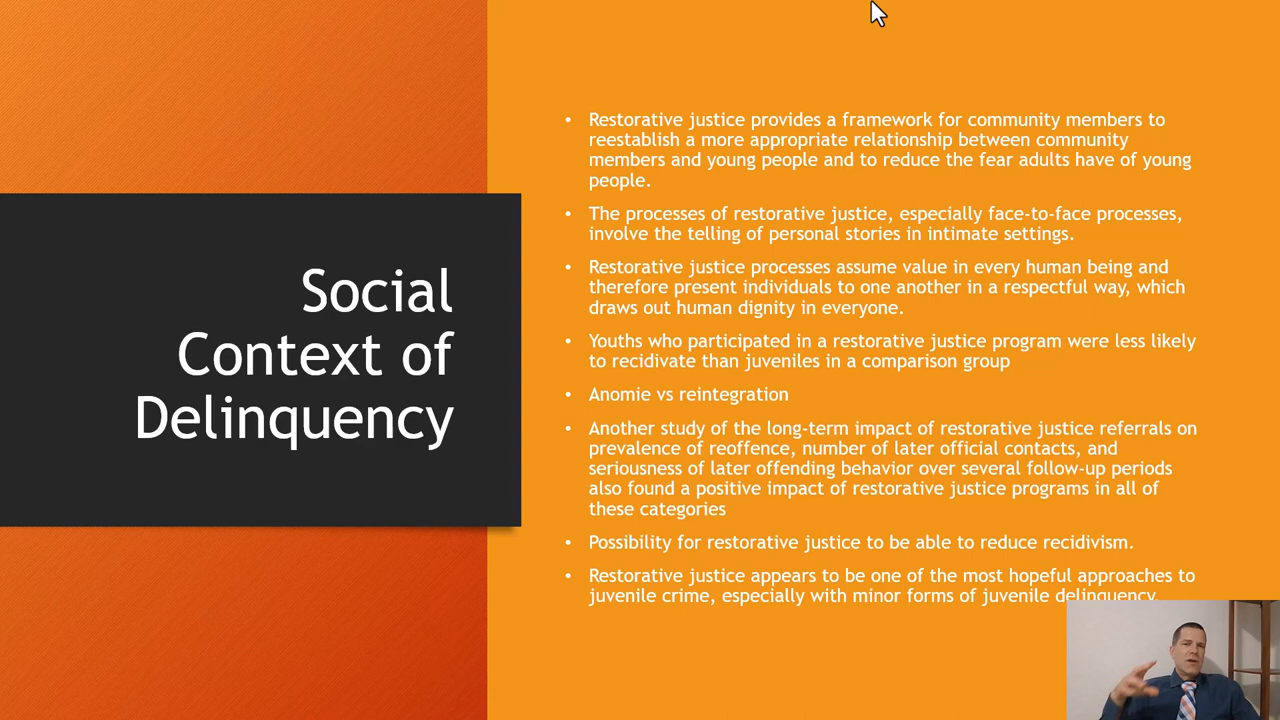 Social
Context of
Delinquency
• Restorative justice provides a framework for community members to
reestablish a more appropriate relationship between community
members and young people and to reduce the fear adults have of young
people.
• The processes of restorative justice, especially face-to-face processes,
involve the telling of personal stories in intimate settings.
• Restorative justice processes assume value in every human being and
therefore present individuals to one another in a respectful way, which
draws out human dignity in everyone.
• Youths who participated in a restorative justice program were less likely
to recidivate than juveniles in a comparison group
• Anomie vs reintegration
• Another study of the long-term impact of restorative justice referrals on
prevalence of reoffence, number of later official contacts, and
seriousness of later offending behavior over several follow-up periods
also found a positive impact of restorative justice programs in all of
these categories
• Possibility for restorative justice to be able to reduce recidivism.
• Restorative justice appears to be one of the most hopeful approaches to
juvenile crime, especially with minor forms of juvenile delinquency.